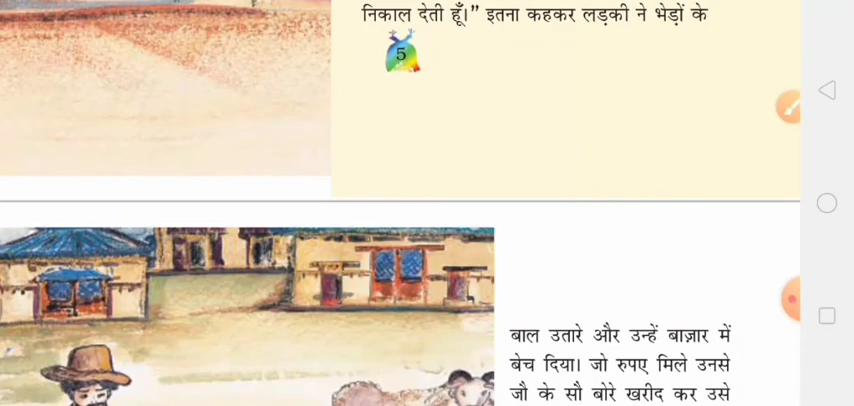 निकाल देती हूँ।" इतना कहकर लड़की ने भेड़ों के
5
बाल उतारे और उन्हें बाज़ार में
बेच दिया। जो रुपए मिले उनसे
जौ के सौ बोरे खरीद कर उसे